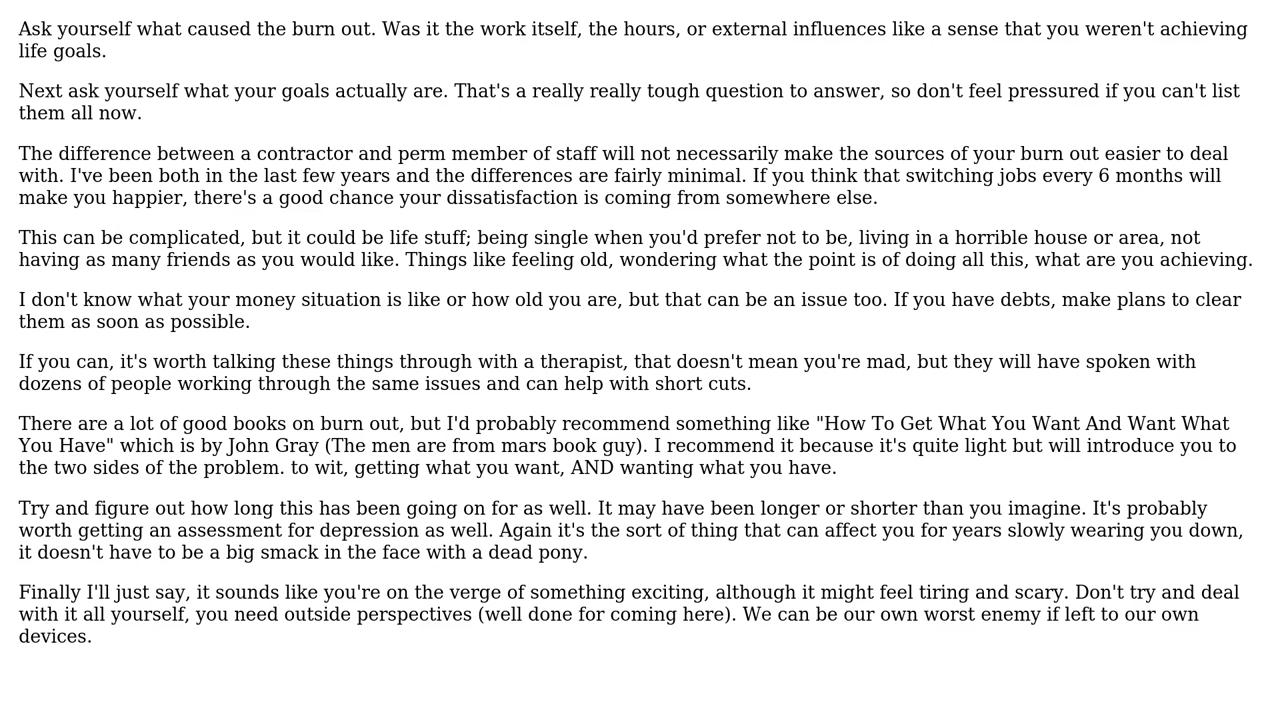 Ask yourself what caused the burn out. Was it the work itself, the hours, or external influences like a sense that you weren't achieving
life goals.
Next ask yourself what your goals actually are. That's a really really tough question to answer, so don't feel pressured if you can't list
them all now.
The difference between a contractor and perm member of staff will not necessarily make the sources of your burn out easier to deal
with. I've been both in the last few years and the differences are fairly minimal. If you think that switching jobs every 6 months will
make you happier, there's a good chance your dissatisfaction is coming from somewhere else.
This can be complicated, but it could be life stuff; being single when you'd prefer not to be, living in a horrible house or area, not
having as many friends as you would like. Things like feeling old, wondering what the point is of doing all this, what are you achieving.
I don't know what your money situation is like or how old you are, but that can be an issue too. If you have debts, make plans to clear
them as soon as possible.
If you can, it's worth talking these things through with a therapist, that doesn't mean you're mad, but they will have spoken with
dozens of people working through the same issues and can help with short cuts.
There are a lot of good books on burn out, but I'd probably recommend something like "How To Get What You Want And Want What
You Have" which is by John Gray (The men are from mars book guy). I recommend it because it's quite light but will introduce you to
the two sides of the problem. to wit, getting what you want, AND wanting what you have.
Try and figure out how long this has been going on for as well. It may have been longer or shorter than you imagine. It's probably
worth getting an assessment for depression as well. Again it's the sort of thing that can affect you for years slowly wearing you down,
it doesn't have to be a big smack in the face with a dead pony.
Finally I'll just say, it sounds like you're on the verge of something exciting, although it might feel tiring and scary. Don't try and deal
with it all yourself, you need outside perspectives (well done for coming here). We can be our own worst enemy if left to our own
devices.